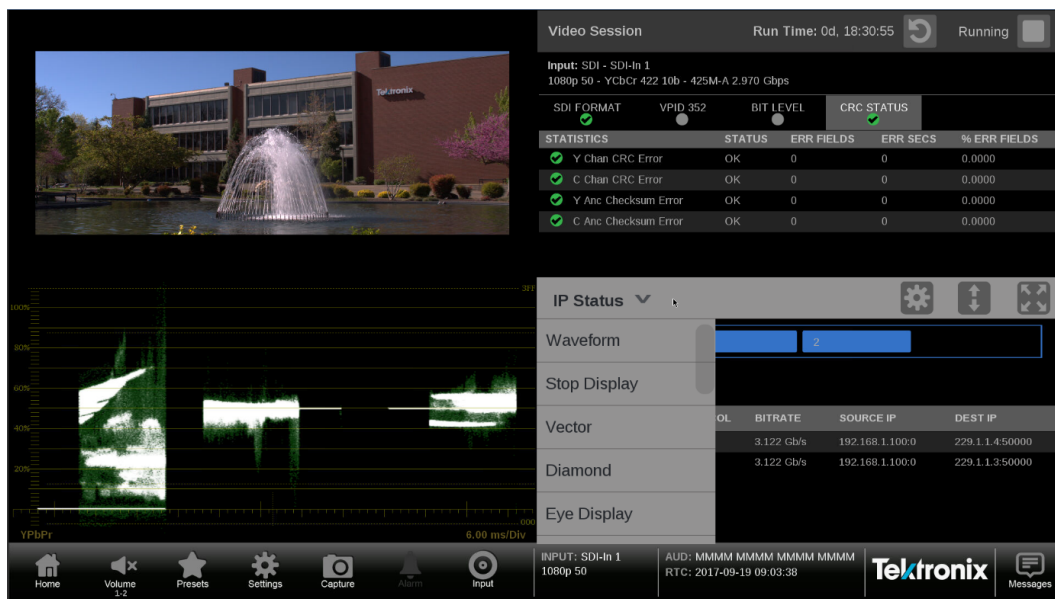 Tektronix
Video Session Run Time: 0d, 18:30:55 Running
Input: SDI - SDI-In 1
1080p 50 - YCbCr 422 10b - 425M-A 2.970 Gbps
SDI FORMAT VPID 352 BIT LEVEL CRC STATUS
STATISTICS STATUS ERR FIELDS ERR SECS % ERR FIELDS
Y Chan CRC Error OK 0 0 0.0000
C Chan CRC Error OK 0 0 0.0000
Y Anc Checksum Error OK 0 0 0.0000
C Anc Checksum Error OK 0 0 0.0000
3FF
100%
80%
60%
40%
20%
000
YPbPr 6.00 ms/Div
IP Status
Waveform
Stop Display
Vector
Diamond
Eye Display
2
OL BITRATE SOURCE IP DEST IP
3.122 Gb/s 192.168.1.100:0 229.1.1.4:50000
3.122 Gb/s 192.168.1.100:0 229.1.1.3:50000
Home
Volume
1-2
Presets
Settings
Capture
Alarm
Input
INPUT: SDI-In 1
1080p 50
AUD: MMMM MMMM MMMM MMMM
RTC: 2017-09-19 09:03:38
Tektronix
Messages